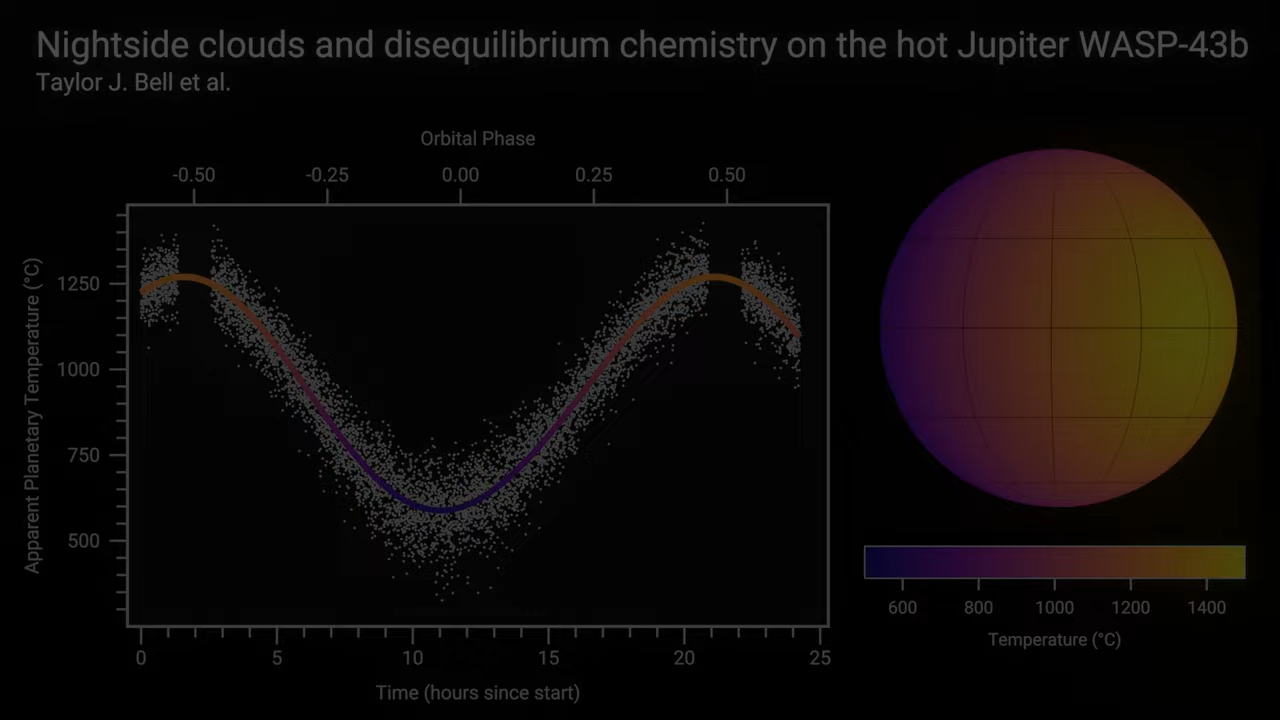 Nightside clouds and disequilibrium chemistry on the hot Jupiter WASP-43b
Taylor J. Bell et al.
Orbital Phase
-0.50 -0.25 0.00 0.25 0.50
Apparent Planetary Temperature (°C)
1250
1000
750
500
0 5 10 15 20 25
Time (hours since start)
600 800 1000 1200 1400
Temperature (°C)